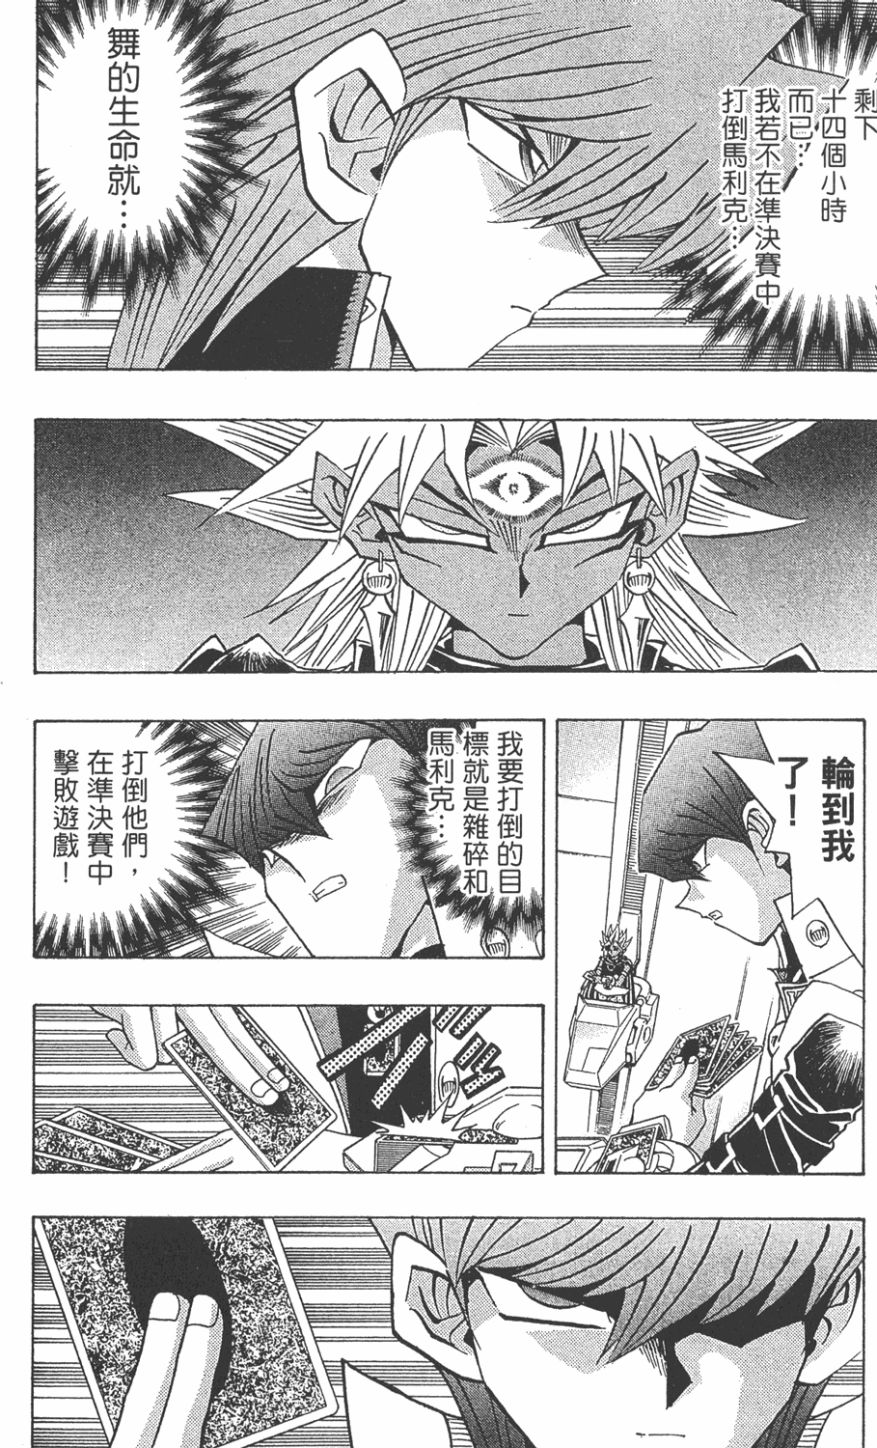 剩下
十四個小時
而已…
我若不在準決賽中
打倒馬利克…
舞的生命就…
輪到我
了！
我要打倒的目
標就是雜碎和
馬利克…
打倒他們，
在準決賽中
擊敗遊戲！